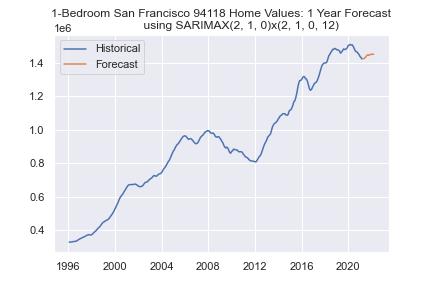 1-Bedroom San Francisco 94118 Home Values: 1 Year Forecast
using SARIMAX(2, 1, 0)x(2, 1, 0, 12)
1e6
Historical
Forecast
1.4
1.2
1.0
0.8
0.6
0.4
1996 2000 2004 2008 2012 2016 2020